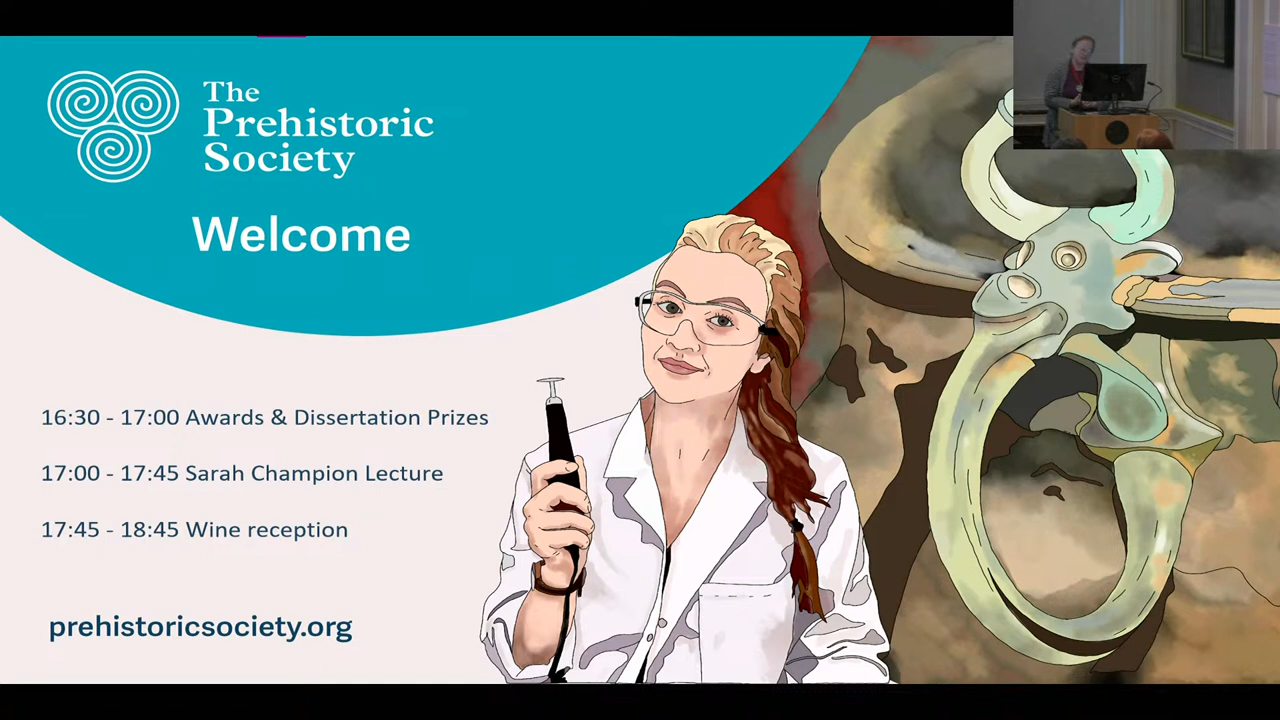 The
Prehistoric
Society
Welcome
16:30 - 17:00 Awards & Dissertation Prizes
17:00 - 17:45 Sarah Champion Lecture
17:45 - 18:45 Wine reception
prehistoricsociety.org